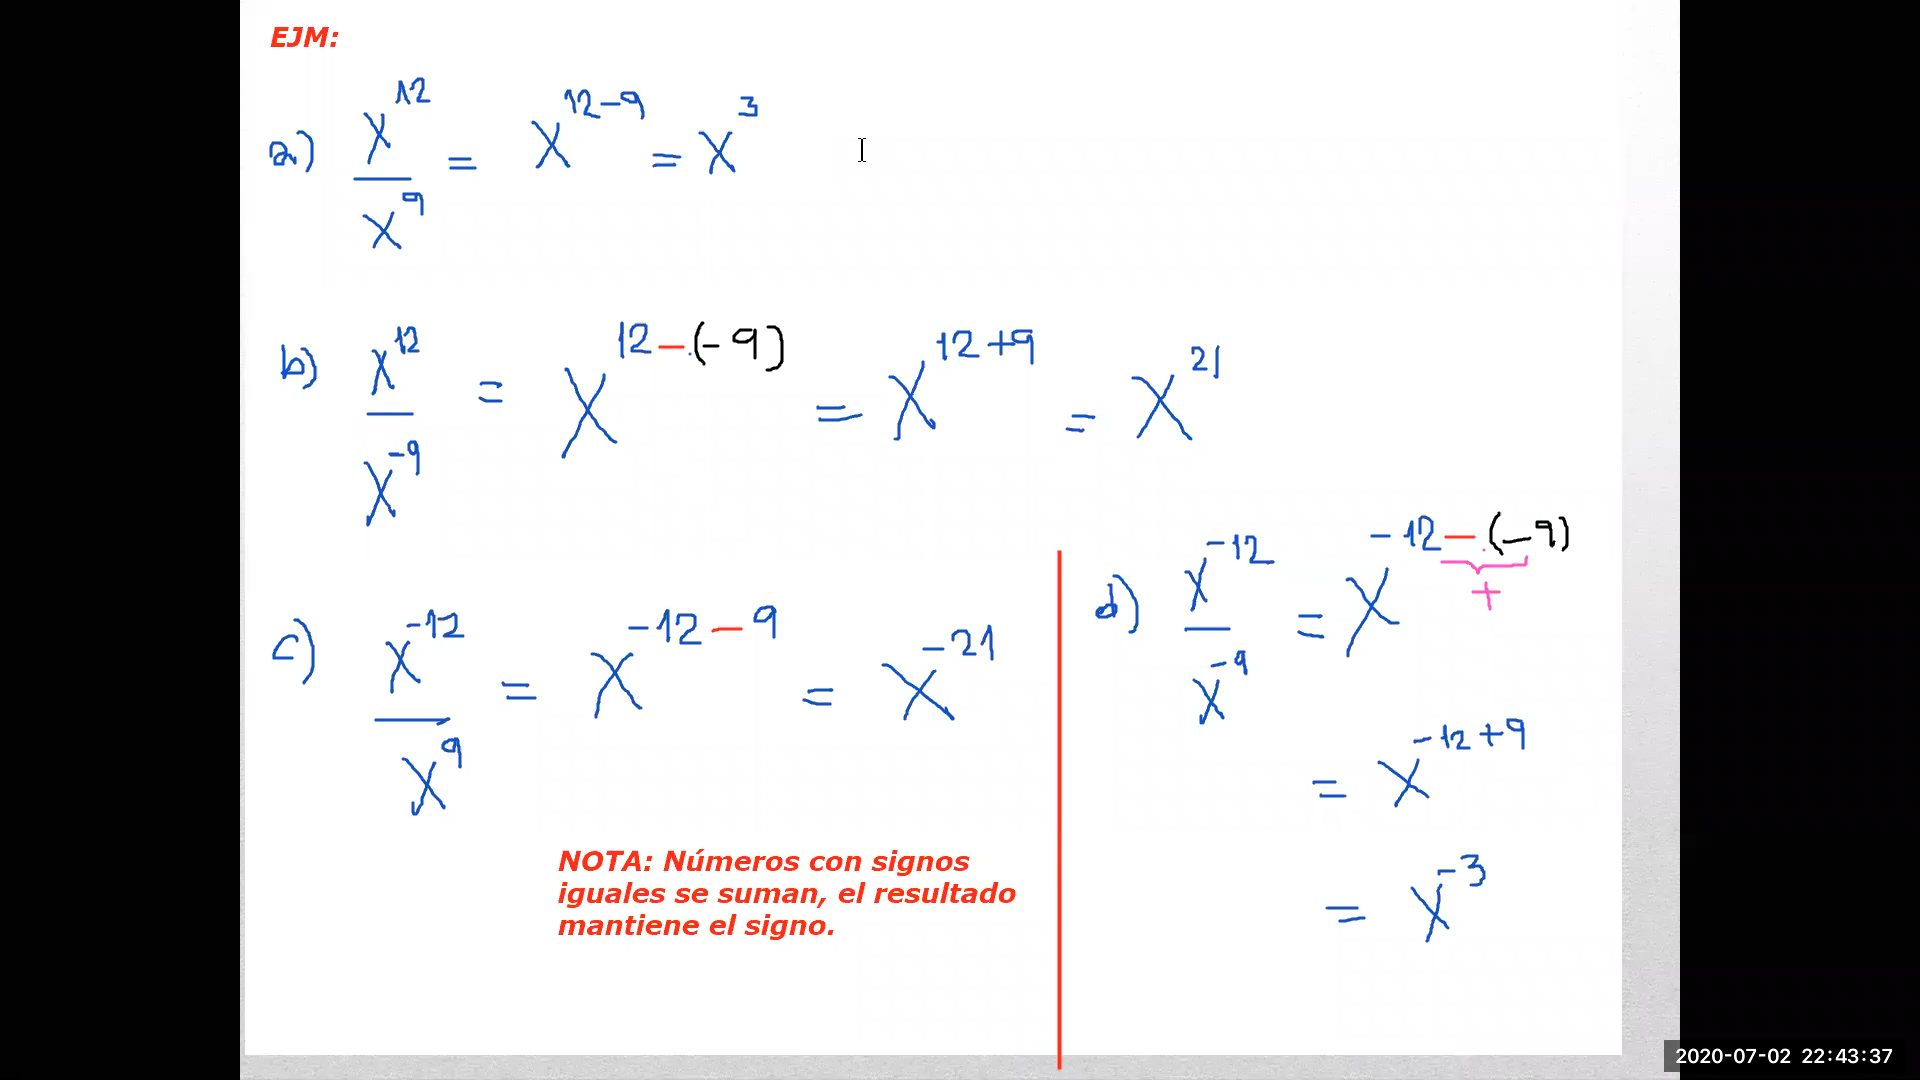 EJM:
a) x^12 / x^9 = x^(12-9) = x^3
b) x^12 / x^-9 = x^(12-(-9)) = x^(12+9) = x^21
c) x^-12 / x^9 = x^(-12-9) = x^-21
NOTA: Números con signos
iguales se suman, el resultado
mantiene el signo.
d) x^-12 / x^-9 = x^(-12-(-9))
+
= x^(-12+9)
= x^-3
2020-07-02 22:43:37